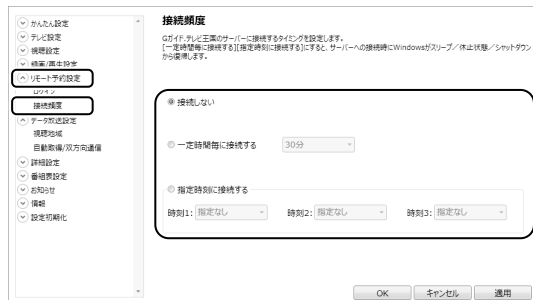 かんたん設定
テレビ設定
視聴設定
録画/再生設定
リモート予約設定
ログイン
接続頻度
データ放送設定
視聴地域
自動取得/双方向通信
詳細設定
番組表設定
お知らせ
情報
設定初期化
接続頻度
Gガイド.テレビ王国のサーバーに接続するタイミングを設定します。
[一定時間毎に接続する][指定時刻に接続する]にすると、サーバーへの接続時にWindowsがスリープ/休止状態/シャットダウン
から復帰します。
接続しない
一定時間毎に接続する 30分
指定時刻に接続する
時刻1: 指定なし 時刻2: 指定なし 時刻3: 指定なし
OK キャンセル 適用